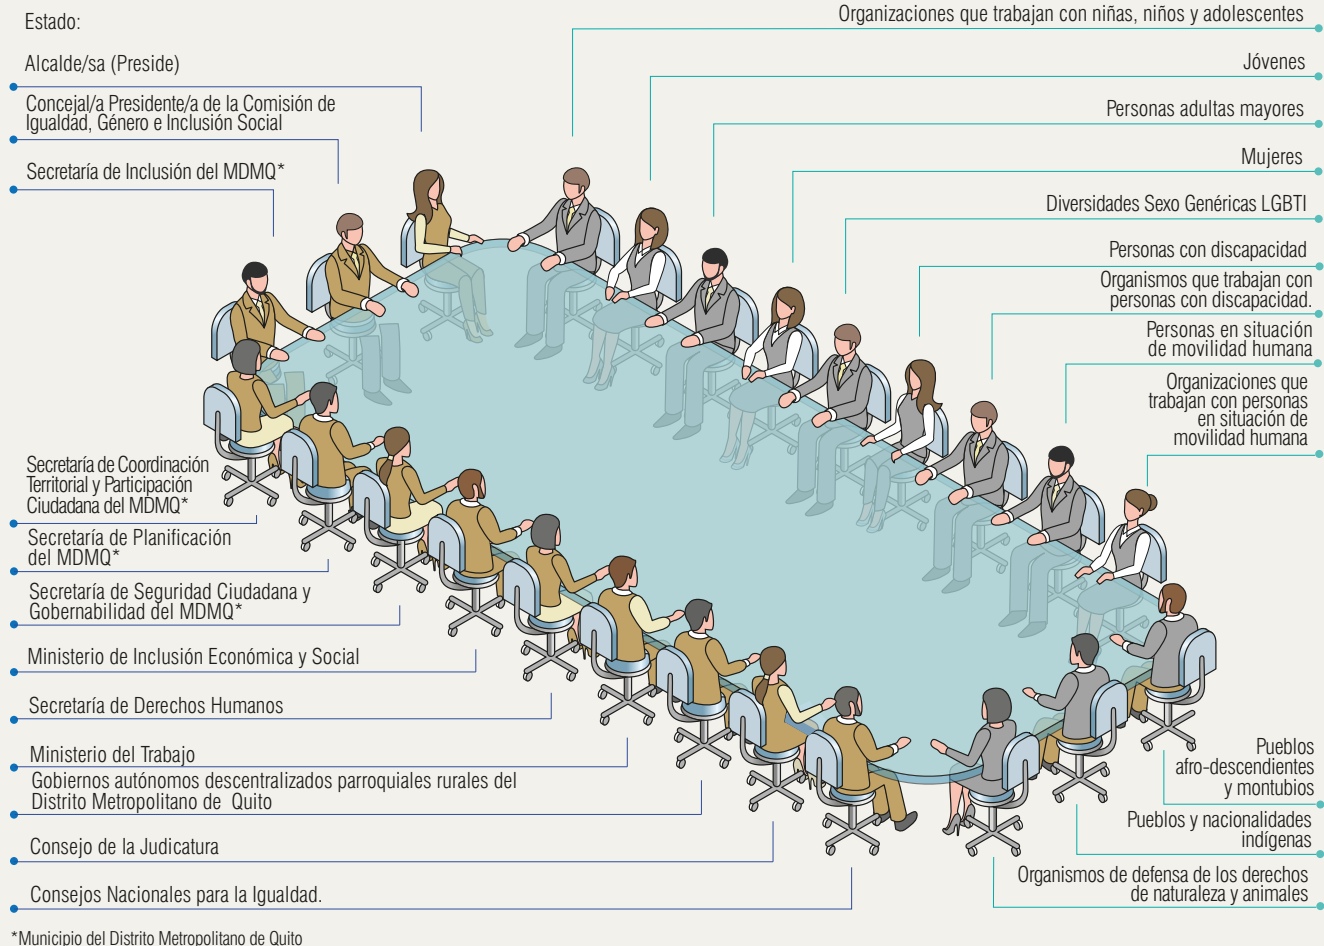 Estado:
Alcalde/sa (Preside)
Concejal/a Presidente/a de la Comisión de
Igualdad, Género e Inclusión Social
Secretaría de Inclusión del MDMQ*
Secretaría de Coordinación
Territorial y Participación
Ciudadana del MDMQ*
Secretaría de Planificación
del MDMQ*
Secretaría de Seguridad Ciudadana y
Gobernabilidad del MDMQ*
Ministerio de Inclusión Económica y Social
Secretaría de Derechos Humanos
Ministerio del Trabajo
Gobiernos autónomos descentralizados parroquiales rurales del
Distrito Metropolitano de Quito
Consejo de la Judicatura
Consejos Nacionales para la Igualdad.
*Municipio del Distrito Metropolitano de Quito
Organizaciones que trabajan con niñas, niños y adolescentes
Jóvenes
Personas adultas mayores
Mujeres
Diversidades Sexo Genéricas LGBTI
Personas con discapacidad
Organismos que trabajan con
personas con discapacidad.
Personas en situación
de movilidad humana
Organizaciones que
trabajan con personas
en situación de
movilidad humana
Pueblos
afro-descendientes
y montubios
Pueblos y nacionalidades
indígenas
Organismos de defensa de los derechos
de naturaleza y animales